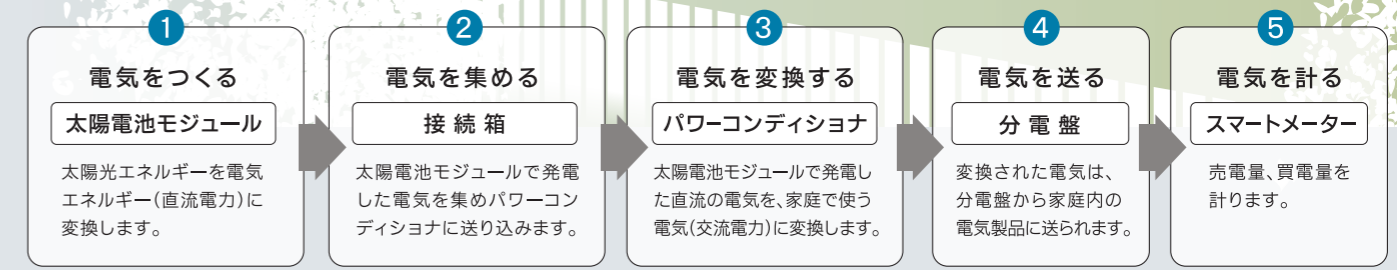 1
電気をつくる
太陽電池モジュール
太陽光エネルギーを電気
エネルギー(直流電力)に
変換します。
2
電気を集める
接続箱
太陽電池モジュールで発電
した電気を集めパワーコン
ディショナに送り込みます。
3
電気を変換する
パワーコンディショナ
太陽電池モジュールで発電し
た直流の電気を、家庭で使う
電気(交流電力)に変換します。
4
電気を送る
分電盤
変換された電気は、
分電盤から家庭内の
電気製品に送られます。
5
電気を計る
スマートメーター
売電量、買電量を
計ります。